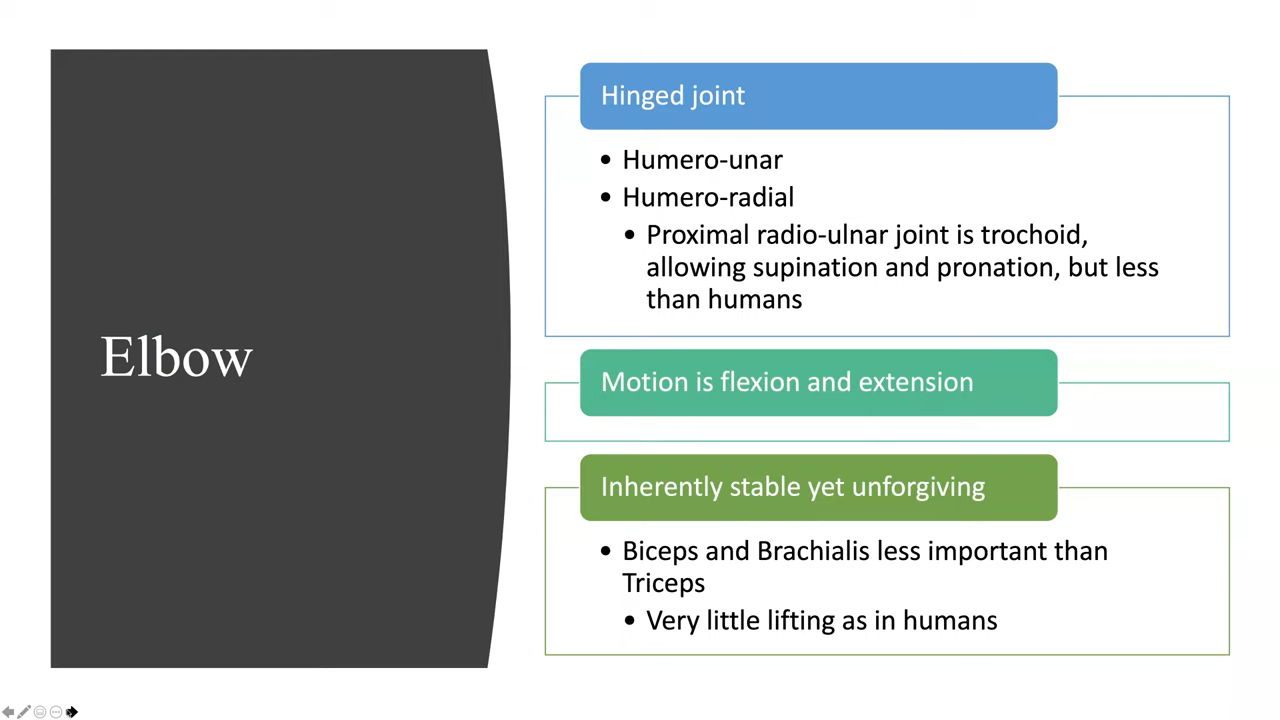 Elbow
Hinged joint
• Humero-unar
• Humero-radial
• Proximal radio-ulnar joint is trochoid,
allowing supination and pronation, but less
than humans
Motion is flexion and extension
Inherently stable yet unforgiving
• Biceps and Brachialis less important than
Triceps
• Very little lifting as in humans